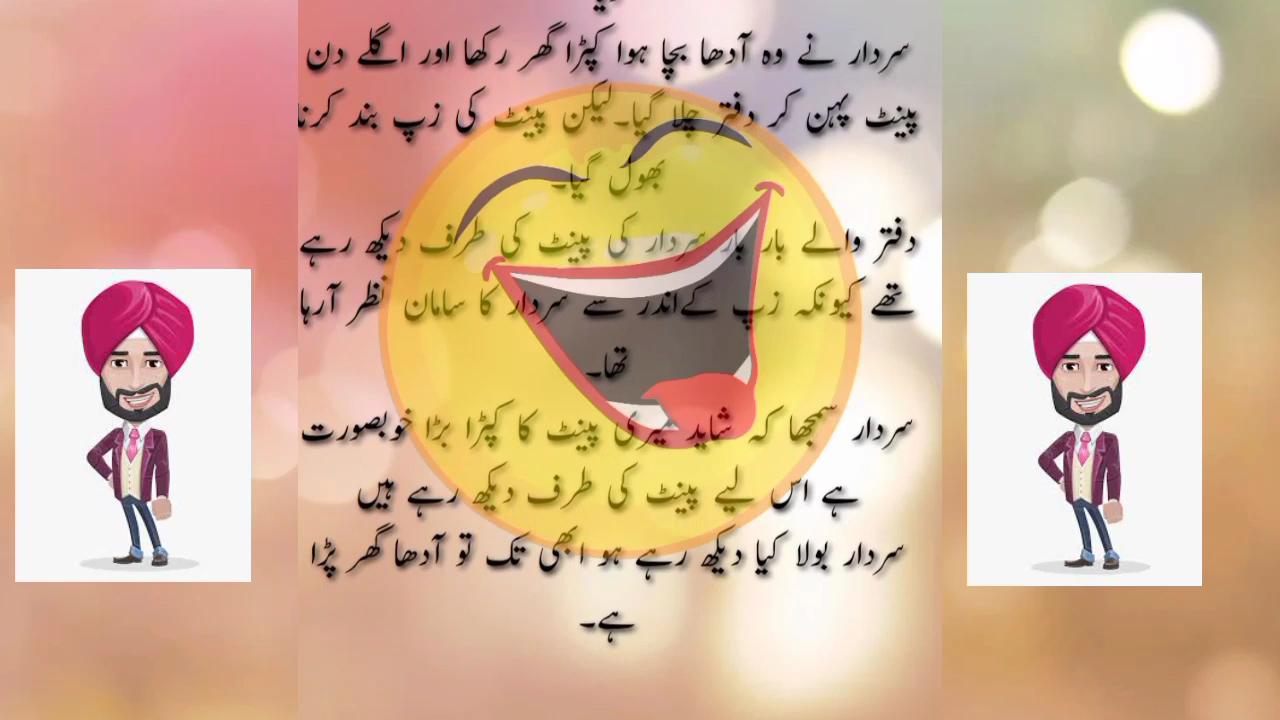 سردار نے وہ آدھا بچا ہوا کپڑا گھر رکھا اور اگلے دن
پینٹ پہن کر دفتر چلا گیا۔ لیکن پینٹ کی زپ بند کرنا
بھول گیا۔
دفتر والے بار بار سردار کی پینٹ کی طرف دیکھ رہے
تھے کیونکہ زپ کے اندر سے سردار کا سامان نظر آرہا
تھا۔
سردار سمجھا کہ شاید میری پینٹ کا کپڑا بڑا خوبصورت
ہے اس لیے پینٹ کی طرف دیکھ رہے ہیں
سردار بولا کیا دیکھ رہے ہو ابھی تک تو آدھا گھر پڑا
ہے۔